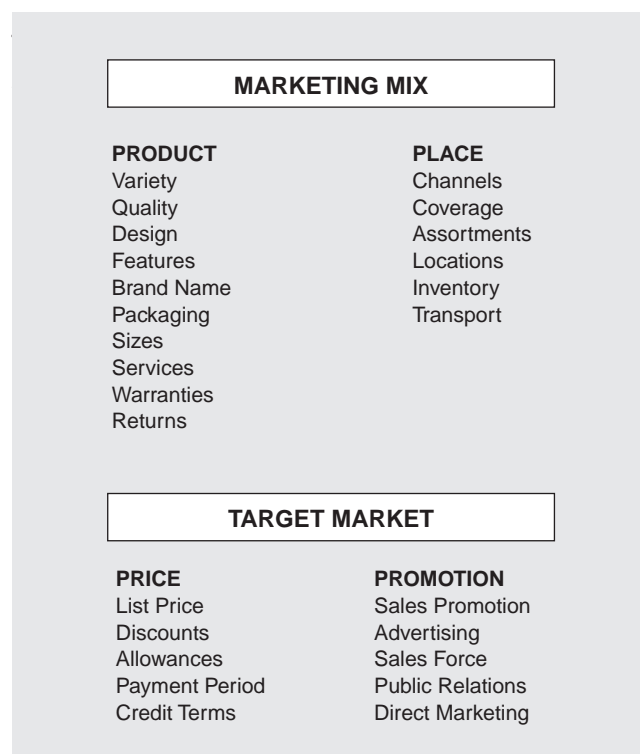 MARKETING MIX
PRODUCT
Variety
Quality
Design
Features
Brand Name
Packaging
Sizes
Services
Warranties
Returns
PLACE
Channels
Coverage
Assortments
Locations
Inventory
Transport
TARGET MARKET
PRICE
List Price
Discounts
Allowances
Payment Period
Credit Terms
PROMOTION
Sales Promotion
Advertising
Sales Force
Public Relations
Direct Marketing